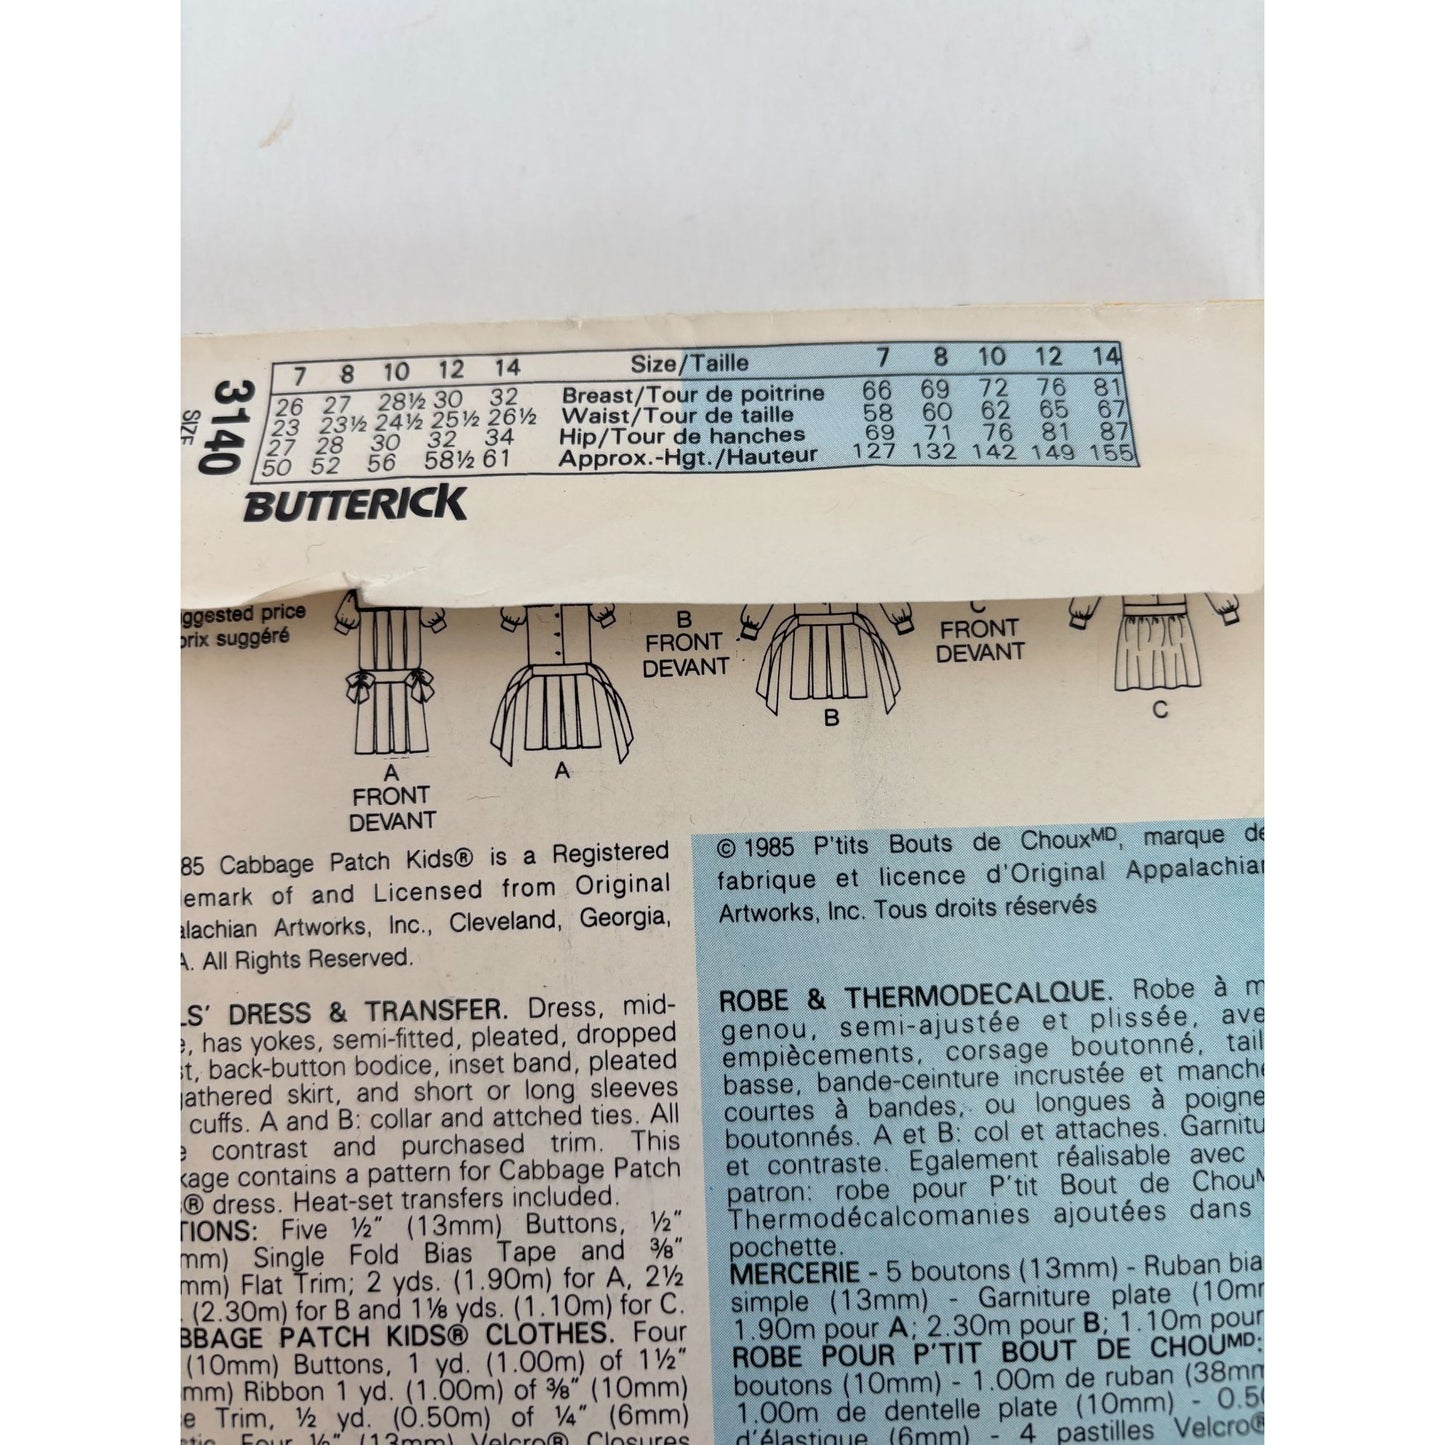 3140
SIZE
7 8 10 12 14 Size/Taille 7 8 10 12 14
26 27 28½ 30 32 Breast/Tour de poitrine 66 69 72 76 81
23 23½ 24½ 25½ 26½ Waist/Tour de taille 58 60 62 65 67
27 28 30 32 34 Hip/Tour de hanches 69 71 76 81 87
50 52 56 58½ 61 Approx.-Hgt./Hauteur 127 132 142 149 155
BUTTERICK
ggested price
prix suggéré
A
FRONT
DEVANT
A
B
FRONT
DEVANT
B
C
FRONT
DEVANT
C
85 Cabbage Patch Kids® is a Registered
emark of and Licensed from Original
alachian Artworks, Inc., Cleveland, Georgia,
A. All Rights Reserved.
LS' DRESS & TRANSFER. Dress, mid-
e, has yokes, semi-fitted, pleated, dropped
st, back-button bodice, inset band, pleated
gathered skirt, and short or long sleeves
cuffs. A and B: collar and attched ties. All
e contrast and purchased trim. This
kage contains a pattern for Cabbage Patch
® dress. Heat-set transfers included.
TIONS: Five ½" (13mm) Buttons, ½"
mm) Single Fold Bias Tape and ⅜"
mm) Flat Trim; 2 yds. (1.90m) for A, 2½
. (2.30m) for B and 1⅛ yds. (1.10m) for C.
BBAGE PATCH KIDS® CLOTHES. Four
(10mm) Buttons, 1 yd. (1.00m) of 1½"
mm) Ribbon 1 yd. (1.00m) of ⅜" (10mm)
e Trim, ½ yd. (0.50m) of ¼" (6mm)
stic, Four ½" (13mm) Velcro® Closures
© 1985 P'tits Bouts de Chouxᴹᴰ, marque de
fabrique et licence d'Original Appalachian
Artworks, Inc. Tous droits réservés
ROBE & THERMODECALQUE. Robe à m
genou, semi-ajustée et plissée, ave
empiècements, corsage boutonné, tail
basse, bande-ceinture incrustée et manche
courtes à bandes, ou longues à poigne
boutonnés. A et B: col et attaches. Garnitu
et contraste. Egalement réalisable avec
patron: robe pour P'tit Bout de Chouᴹ
Thermodécalcomanies ajoutées dans
pochette.
MERCERIE - 5 boutons (13mm) - Ruban bia
simple (13mm) - Garniture plate (10mm
1.90m pour A; 2.30m pour B; 1.10m pour
ROBE POUR P'TIT BOUT DE CHOUᴹᴰ:
boutons (10mm) - 1.00m de ruban (38mm
1.00m de dentelle plate (10mm) - 0.50
d'élastique (6mm) - 4 pastilles Velcro®